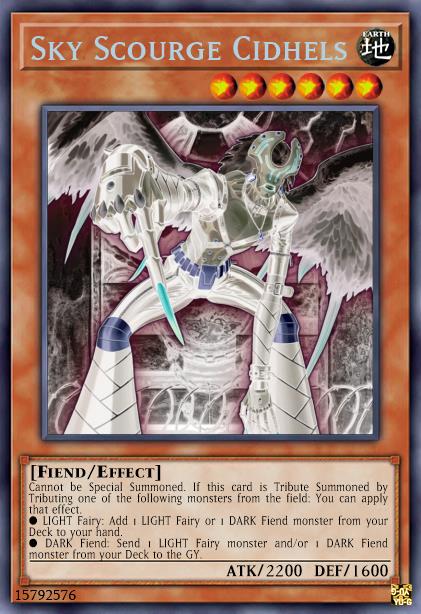 SKY SCOURGE CIDHELS
EARTH
地
[FIEND/EFFECT]
Cannot be Special Summoned. If this card is Tribute Summoned by
Tributing one of the following monsters from the field: You can apply
that effect.
● LIGHT Fairy: Add 1 LIGHT Fairy or 1 DARK Fiend monster from your
Deck to your hand.
● DARK Fiend: Send 1 LIGHT Fairy monster and/or 1 DARK Fiend
monster from your Deck to the GY.
ATK/2200 DEF/1600
15792576